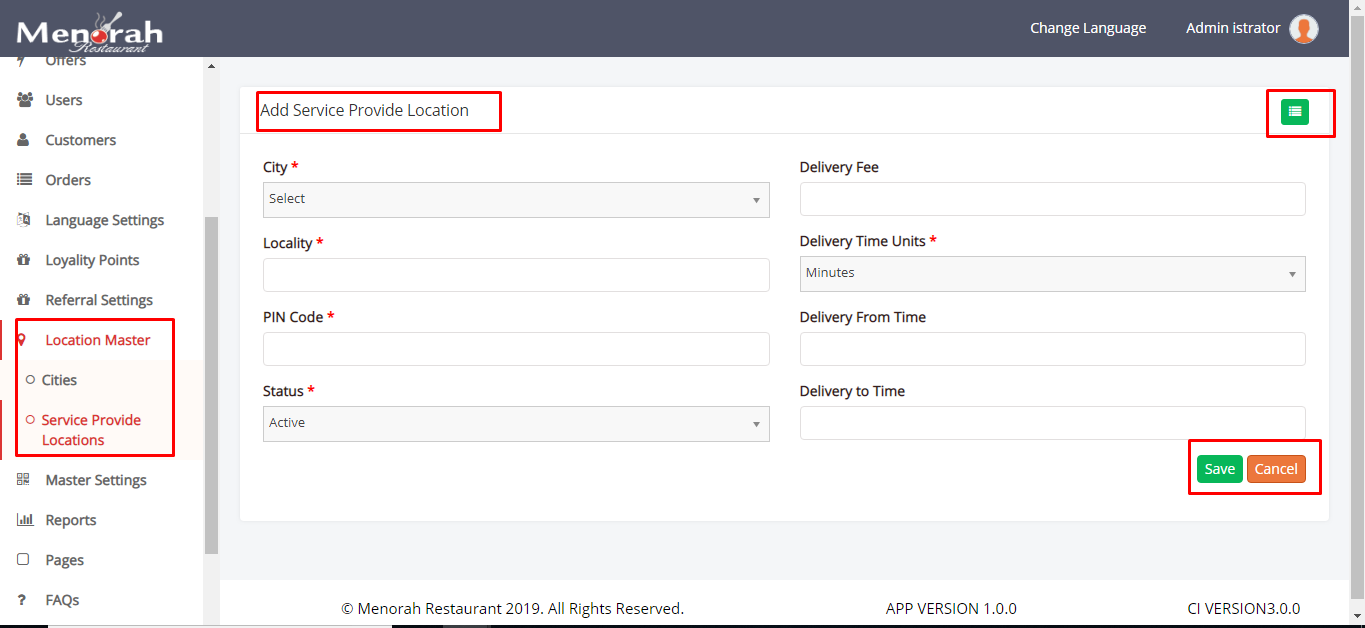 Menorah
Restaurant
Change Language
Admin istrator
Offers
Users
Customers
Orders
Language Settings
Loyality Points
Referral Settings
Location Master
Cities
Service Provide
Locations
Master Settings
Reports
Pages
? FAQs
Add Service Provide Location
City *
Select
Locality *
PIN Code *
Status *
Active
Delivery Fee
Delivery Time Units *
Minutes
Delivery From Time
Delivery to Time
Save
Cancel
© Menorah Restaurant 2019. All Rights Reserved.
APP VERSION 1.0.0
CI VERSION3.0.0